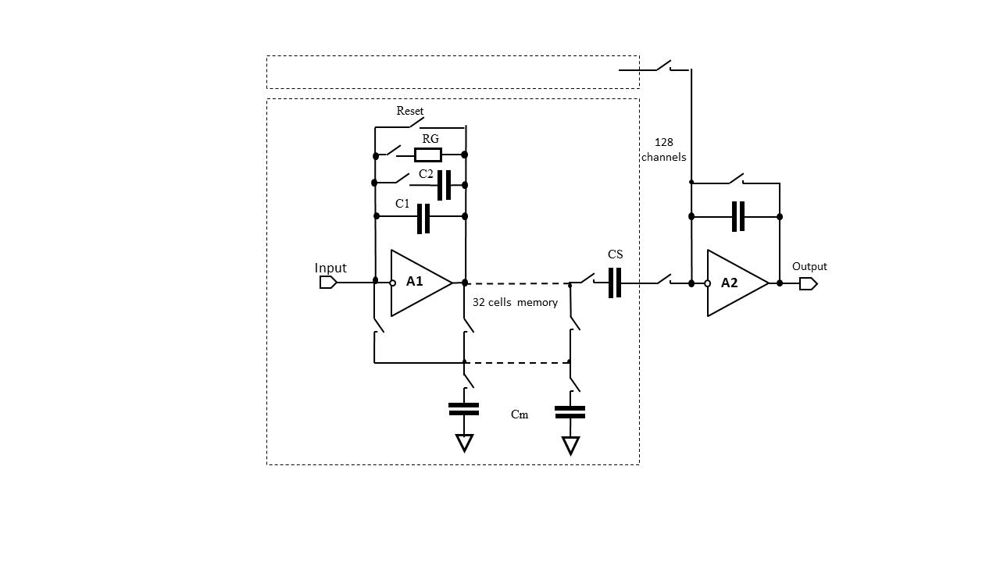 Reset
RG
C2
C1
128
channels
Input
A1
32 cells memory
CS
A2
Output
Cm